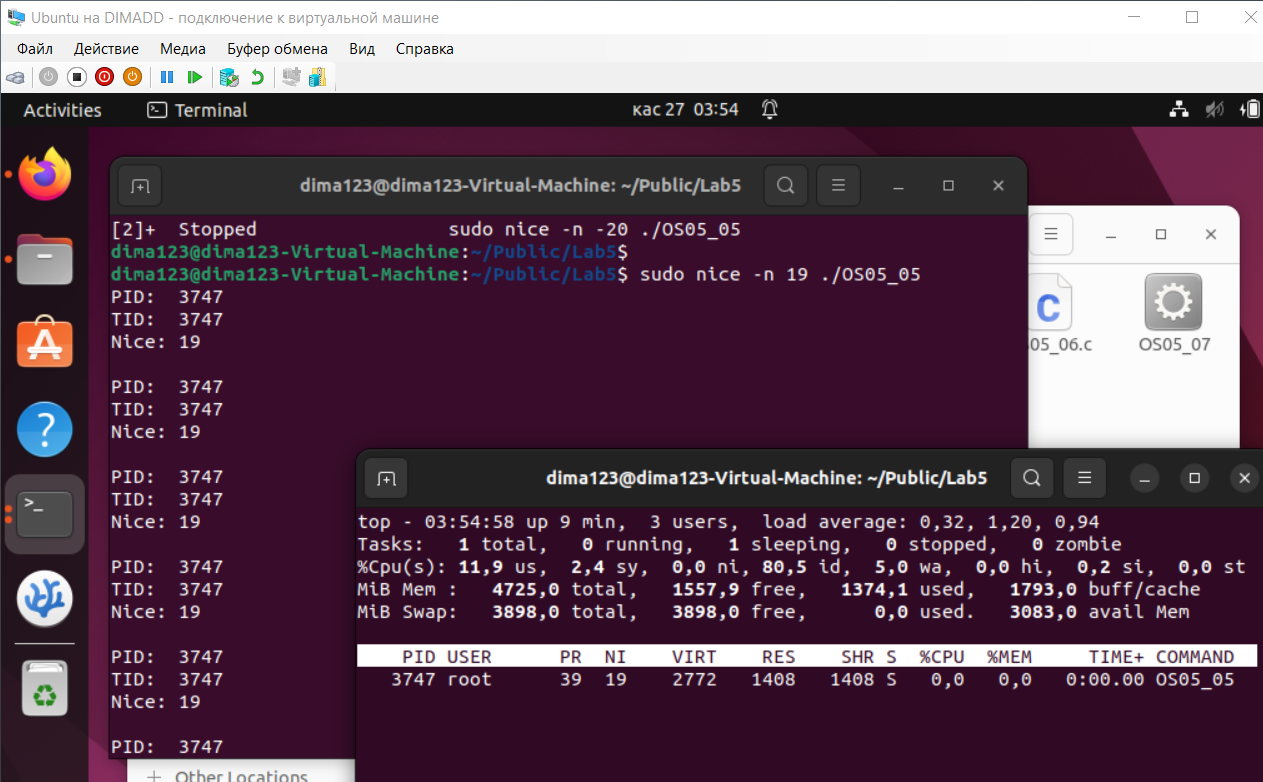 Ubuntu на DIMADD - подключение к виртуальной машине
Файл Действие Медиа Буфер обмена Вид Справка
Activities Terminal кас 27 03:54
dima123@dima123-Virtual-Machine: ~/Public/Lab5
[2]+  Stopped                 sudo nice -n -20 ./OS05_05
dima123@dima123-Virtual-Machine:~/Public/Lab5$
dima123@dima123-Virtual-Machine:~/Public/Lab5$ sudo nice -n 19 ./OS05_05
PID:  3747
TID:  3747
Nice: 19
PID:  3747
TID:  3747
Nice: 19
PID:  3747
TID:  3747
Nice: 19
PID:  3747
TID:  3747
Nice: 19
PID:  3747
TID:  3747
Nice: 19
PID:  3747
05_06.c OS05_07
dima123@dima123-Virtual-Machine: ~/Public/Lab5
top - 03:54:58 up 9 min,  3 users,  load average: 0,32, 1,20, 0,94
Tasks:   1 total,   0 running,   1 sleeping,   0 stopped,   0 zombie
%Cpu(s): 11,9 us,  2,4 sy,  0,0 ni, 80,5 id,  5,0 wa,  0,0 hi,  0,2 si,  0,0 st
MiB Mem :   4725,0 total,   1557,9 free,   1374,1 used,   1793,0 buff/cache
MiB Swap:   3898,0 total,   3898,0 free,      0,0 used.   3083,0 avail Mem
PID USER      PR  NI    VIRT    RES    SHR S  %CPU  %MEM     TIME+ COMMAND
3747 root      39  19    2772   1408   1408 S   0,0   0,0   0:00.00 OS05_05
+ Other Locations